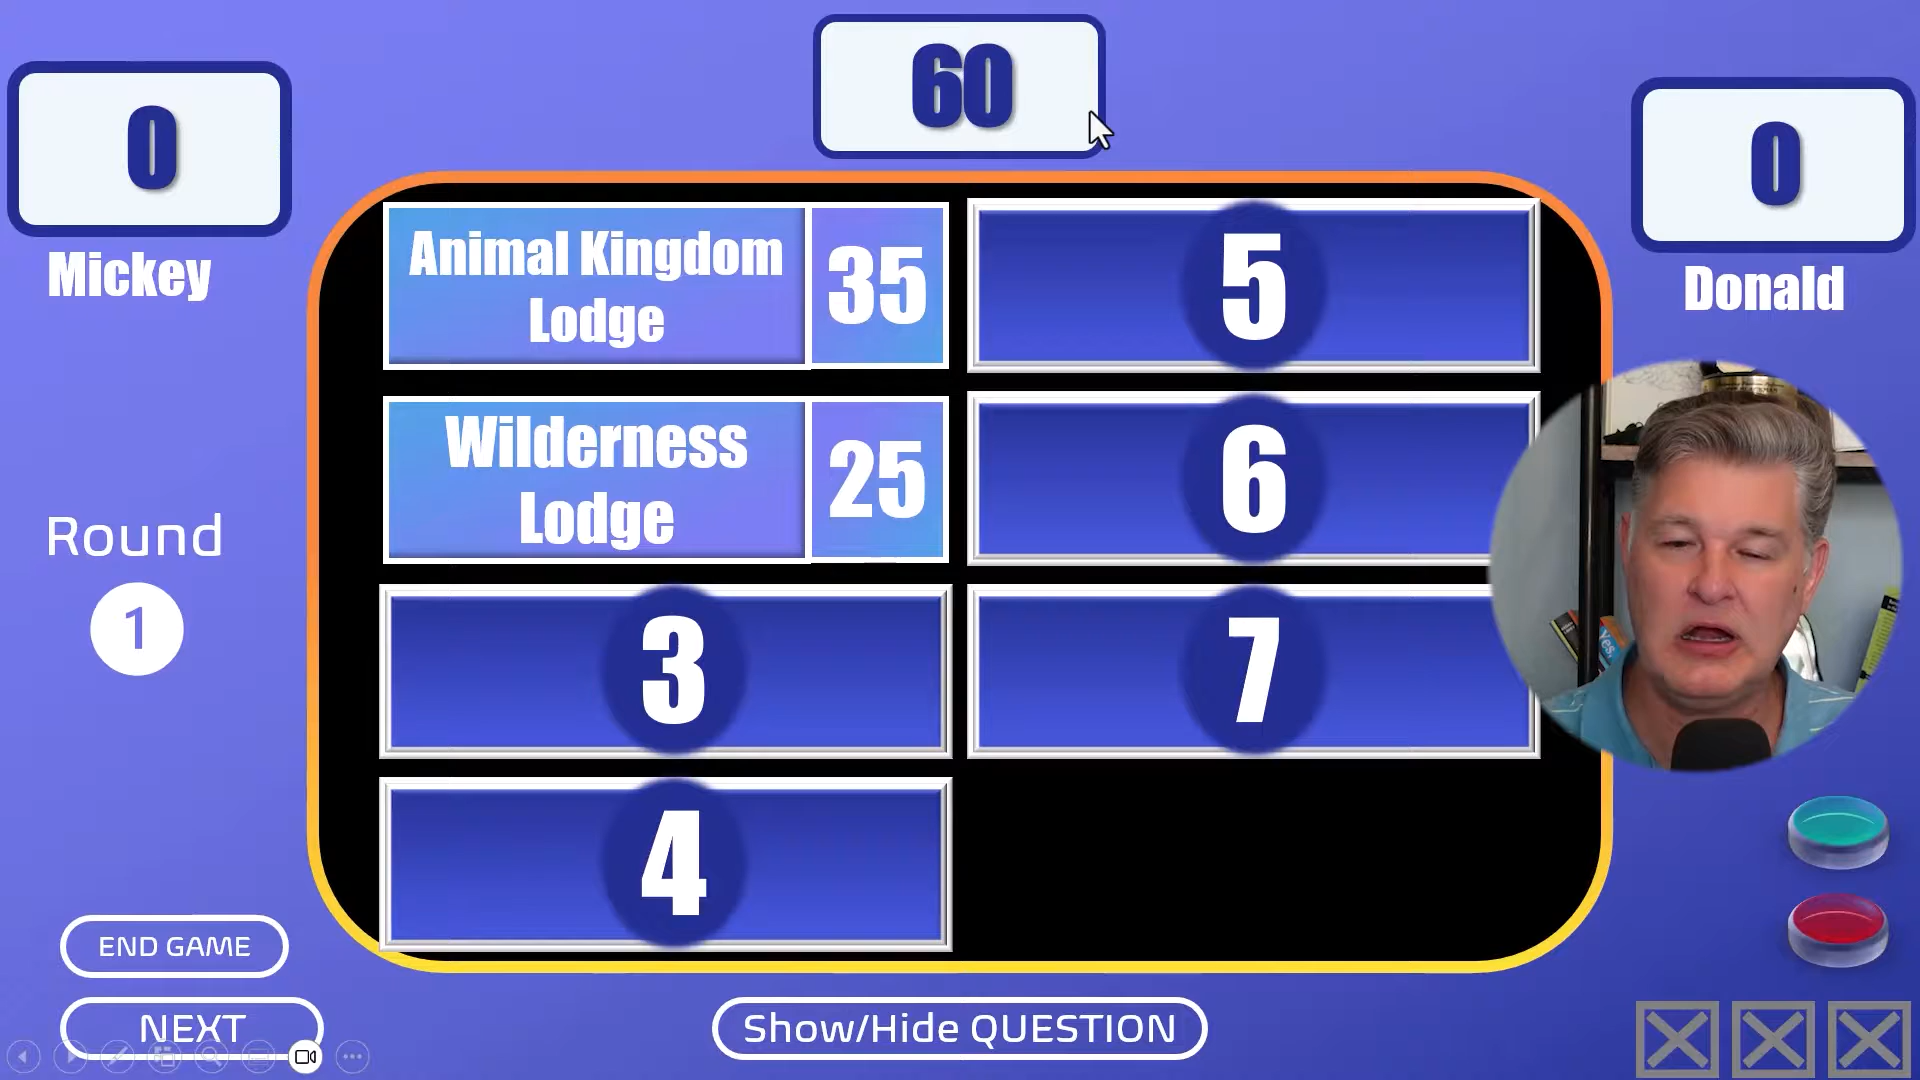 60
0
Mickey
0
Donald
Animal Kingdom
Lodge
35
Wilderness
Lodge
25
3
4
5
6
7
Round
1
Yes.
END GAME
NEXT
Show/Hide QUESTION